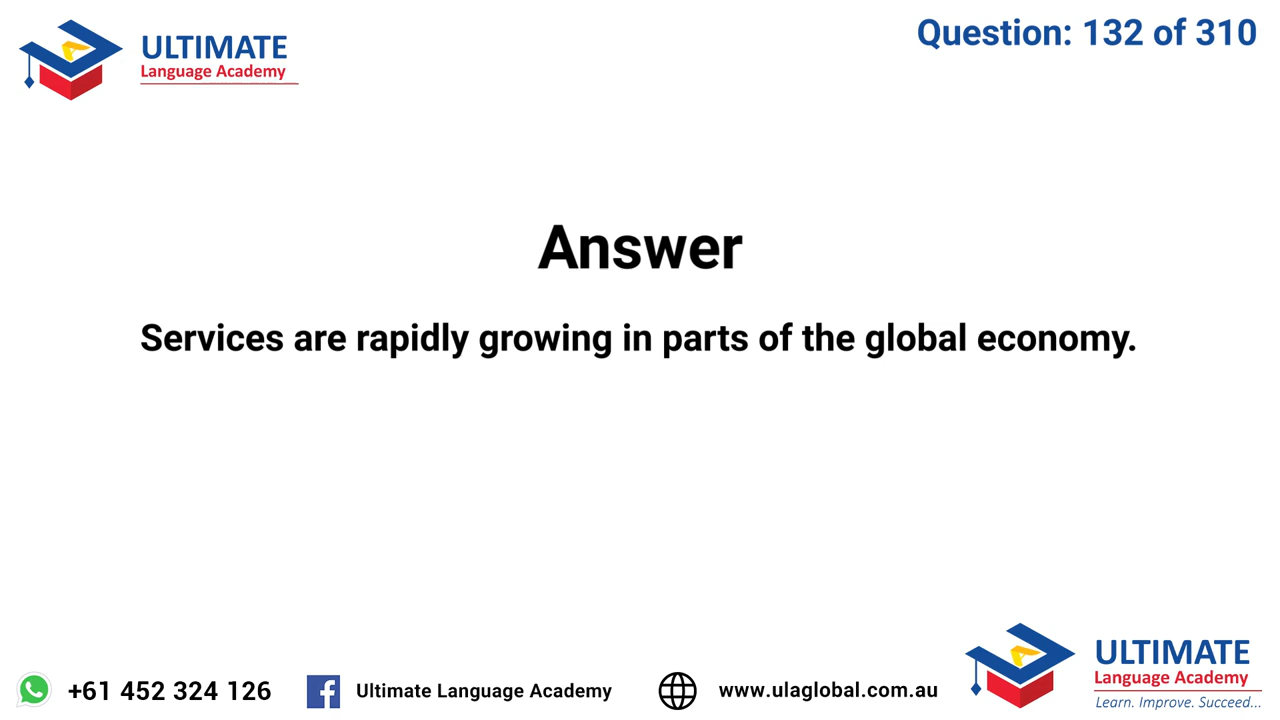 ULTIMATE
Language Academy
Question: 132 of 310
Answer
Services are rapidly growing in parts of the global economy.
+61 452 324 126
Ultimate Language Academy
www.ulaglobal.com.au
ULTIMATE
Language Academy
Learn. Improve. Succeed...